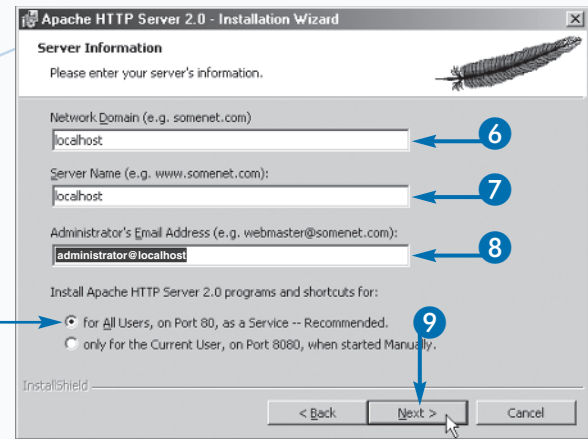 Apache HTTP Server 2.0 - Installation Wizard
Server Information
Please enter your server's information.
Network Domain (e.g. somenet.com)
localhost
6
Server Name (e.g. www.somenet.com):
localhost
7
Administrator's Email Address (e.g. webmaster@somenet.com):
administrator@localhost
8
Install Apache HTTP Server 2.0 programs and shortcuts for:
for All Users, on Port 80, as a Service -- Recommended.
9
only for the Current User, on Port 8080, when started Manually.
InstallShield
< Back
Next >
Cancel